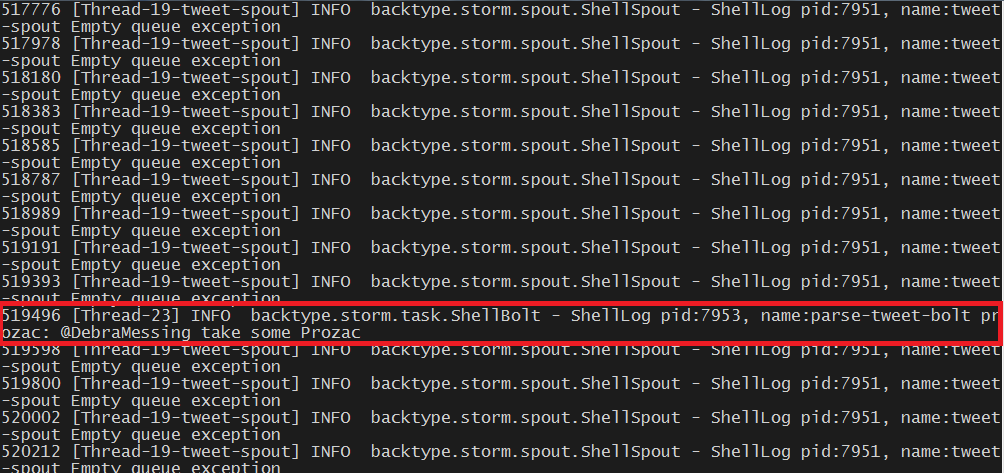 517776 [Thread-19-tweet-spout] INFO  backtype.storm.spout.ShellSpout - ShellLog pid:7951, name:tweet
-spout Empty queue exception
517978 [Thread-19-tweet-spout] INFO  backtype.storm.spout.ShellSpout - ShellLog pid:7951, name:tweet
-spout Empty queue exception
518180 [Thread-19-tweet-spout] INFO  backtype.storm.spout.ShellSpout - ShellLog pid:7951, name:tweet
-spout Empty queue exception
518383 [Thread-19-tweet-spout] INFO  backtype.storm.spout.ShellSpout - ShellLog pid:7951, name:tweet
-spout Empty queue exception
518585 [Thread-19-tweet-spout] INFO  backtype.storm.spout.ShellSpout - ShellLog pid:7951, name:tweet
-spout Empty queue exception
518787 [Thread-19-tweet-spout] INFO  backtype.storm.spout.ShellSpout - ShellLog pid:7951, name:tweet
-spout Empty queue exception
518989 [Thread-19-tweet-spout] INFO  backtype.storm.spout.ShellSpout - ShellLog pid:7951, name:tweet
-spout Empty queue exception
519191 [Thread-19-tweet-spout] INFO  backtype.storm.spout.ShellSpout - ShellLog pid:7951, name:tweet
-spout Empty queue exception
519393 [Thread-19-tweet-spout] INFO  backtype.storm.spout.ShellSpout - ShellLog pid:7951, name:tweet
-spout Empty queue exception
519496 [Thread-23] INFO  backtype.storm.task.ShellBolt - ShellLog pid:7953, name:parse-tweet-bolt pr
ozac: @DebraMessing take some Prozac
519598 [Thread-19-tweet-spout] INFO  backtype.storm.spout.ShellSpout - ShellLog pid:7951, name:tweet
-spout Empty queue exception
519800 [Thread-19-tweet-spout] INFO  backtype.storm.spout.ShellSpout - ShellLog pid:7951, name:tweet
-spout Empty queue exception
520002 [Thread-19-tweet-spout] INFO  backtype.storm.spout.ShellSpout - ShellLog pid:7951, name:tweet
-spout Empty queue exception
520212 [Thread-19-tweet-spout] INFO  backtype.storm.spout.ShellSpout - ShellLog pid:7951, name:tweet
-spout Empty queue exception